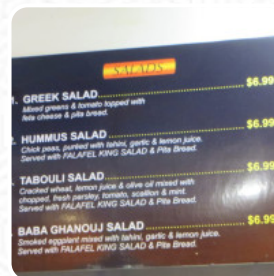 SALADS
1. GREEK SALAD................................$6.99
Mixed greens & tomato topped with
feta cheese & pita bread.
HUMMUS SALAD................................$6.99
Chick peas, puréed with tahini, garlic & lemon juice.
Served with FALAFEL KING SALAD & Pita Bread.
TABOULI SALAD................................$6.99
Cracked wheat, lemon juice & olive oil mixed with
chopped, fresh parsley, tomato, scallion & mint.
Served with FALAFEL KING SALAD & Pita Bread.
BABA GHANOUJ SALAD................................$6.99
Smoked eggplant mixed with tahini, garlic & lemon juice.
Served with FALAFEL KING SALAD & Pita Bread.